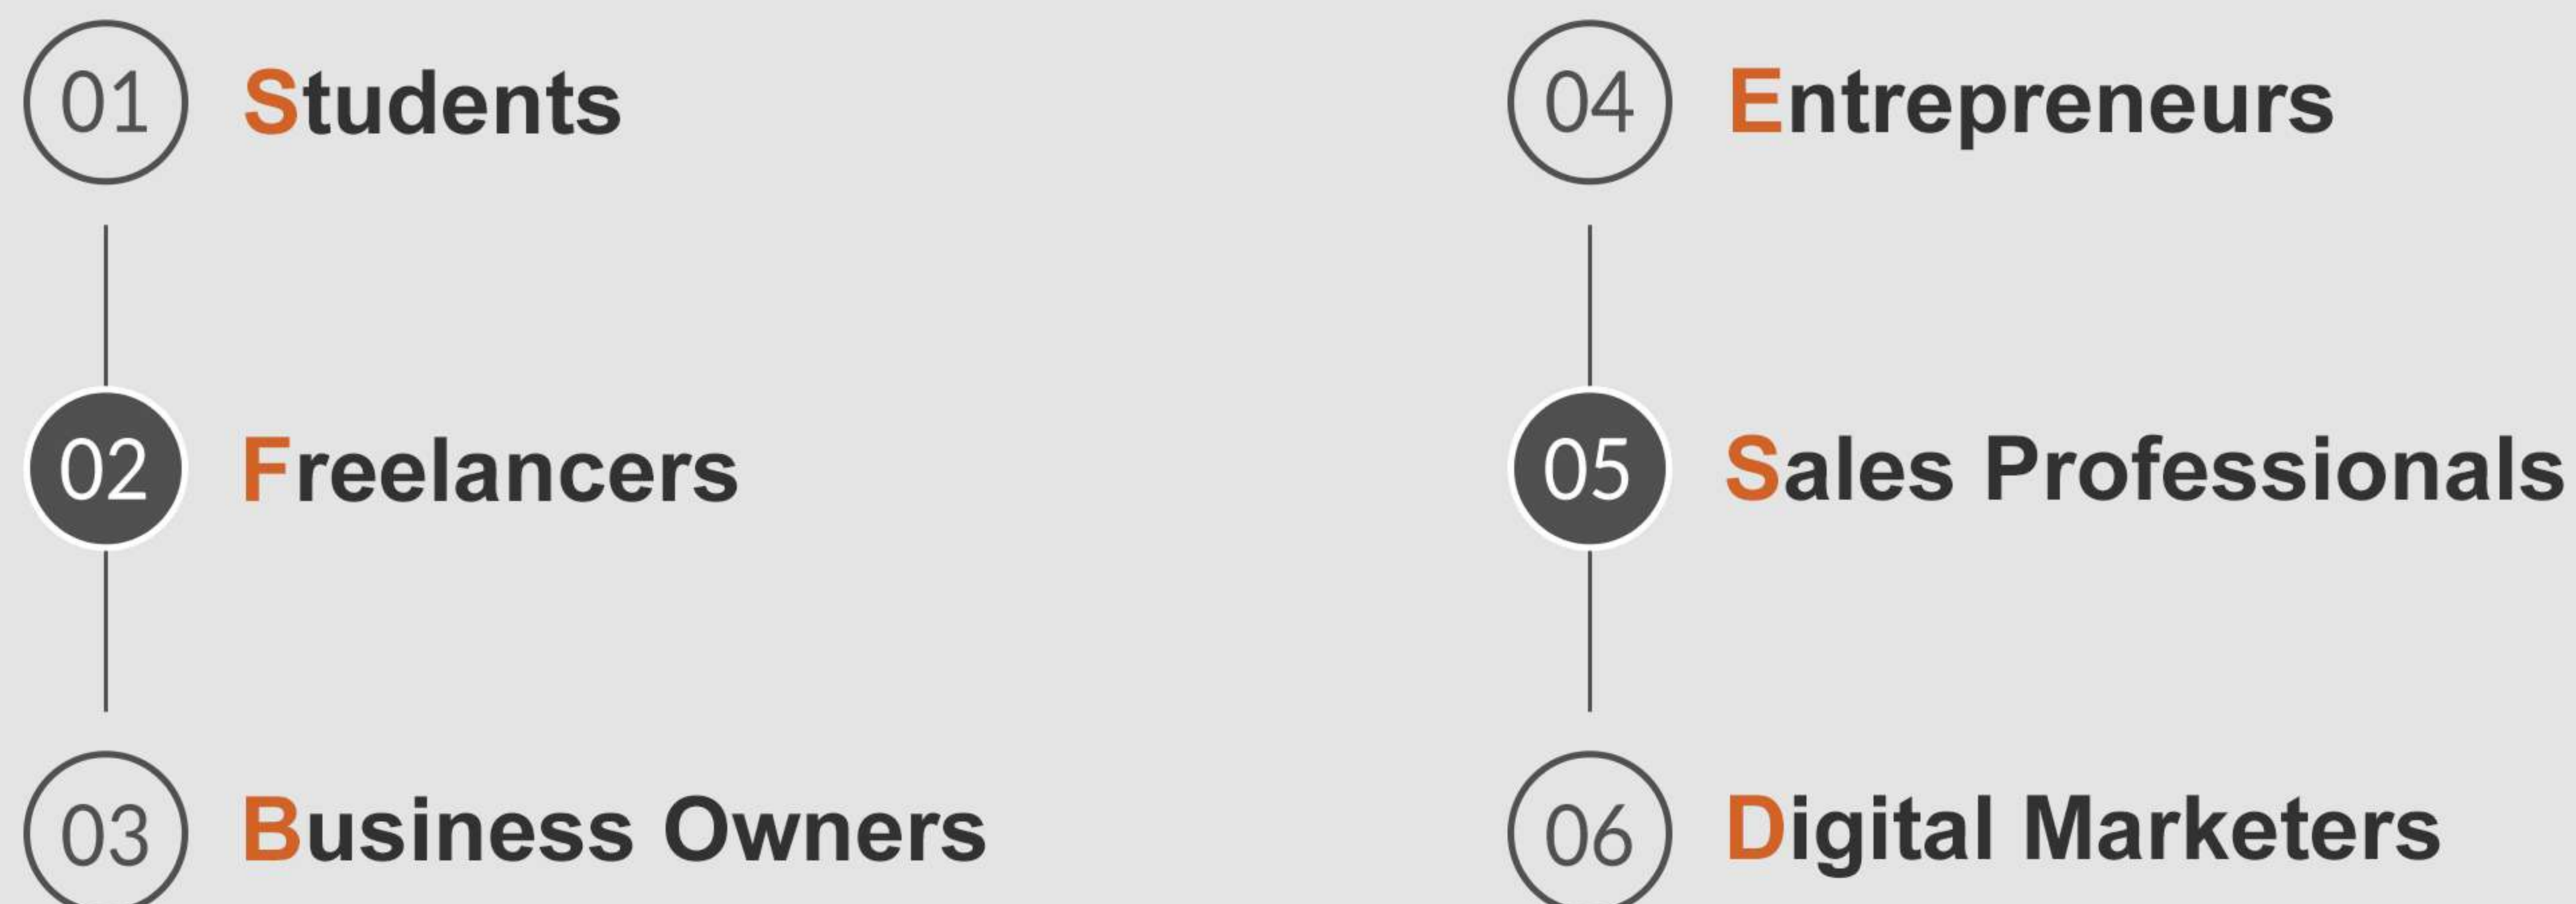 01 Students
02 Freelancers
03 Business Owners
04 Entrepreneurs
05 Sales Professionals
06 Digital Marketers